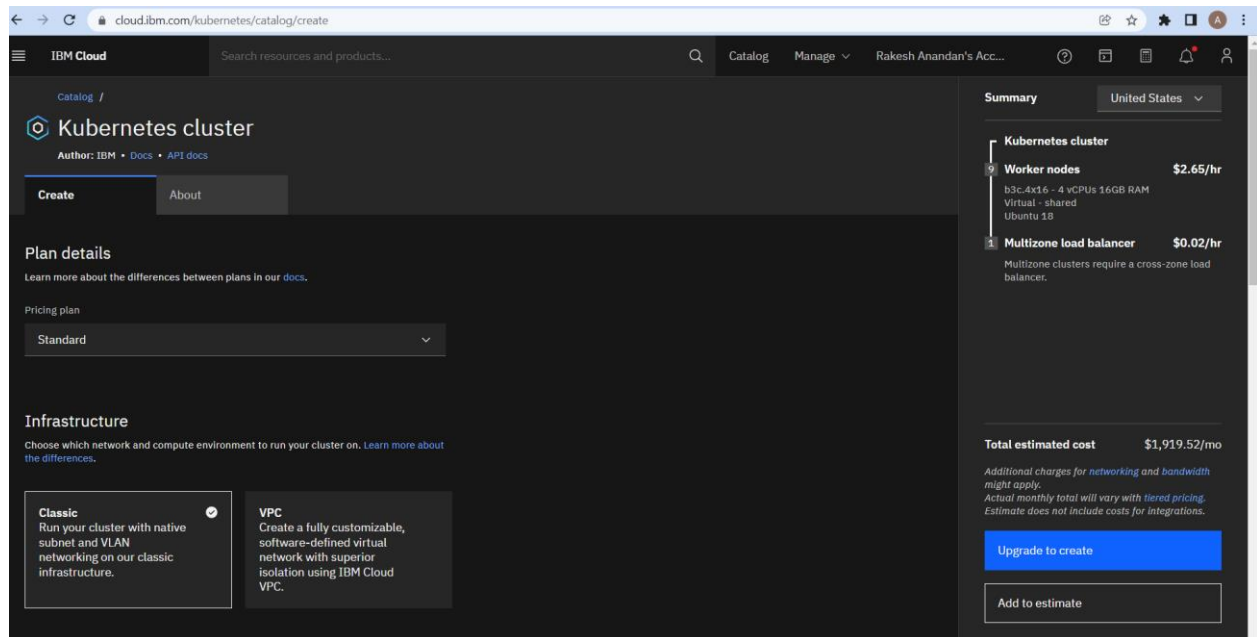 cloud.ibm.com/kubernetes/catalog/create
A
IBM Cloud
Search resources and products...
Catalog
Manage
Rakesh Anandan's Acc...
Catalog /
Kubernetes cluster
Author: IBM • Docs • API docs
Create
About
Plan details
Learn more about the differences between plans in our docs.
Pricing plan
Standard
Infrastructure
Choose which network and compute environment to run your cluster on. Learn more about
the differences.
Classic
Run your cluster with native
subnet and VLAN
networking on our classic
infrastructure.
VPC
Create a fully customizable,
software-defined virtual
network with superior
isolation using IBM Cloud
VPC.
Summary
United States
Kubernetes cluster
9 Worker nodes $2.65/hr
b3c.4x16 - 4 vCPUs 16GB RAM
Virtual - shared
Ubuntu 18
1 Multizone load balancer $0.02/hr
Multizone clusters require a cross-zone load
balancer.
Total estimated cost $1,919.52/mo
Additional charges for networking and bandwidth
might apply.
Actual monthly total will vary with tiered pricing.
Estimate does not include costs for integrations.
Upgrade to create
Add to estimate